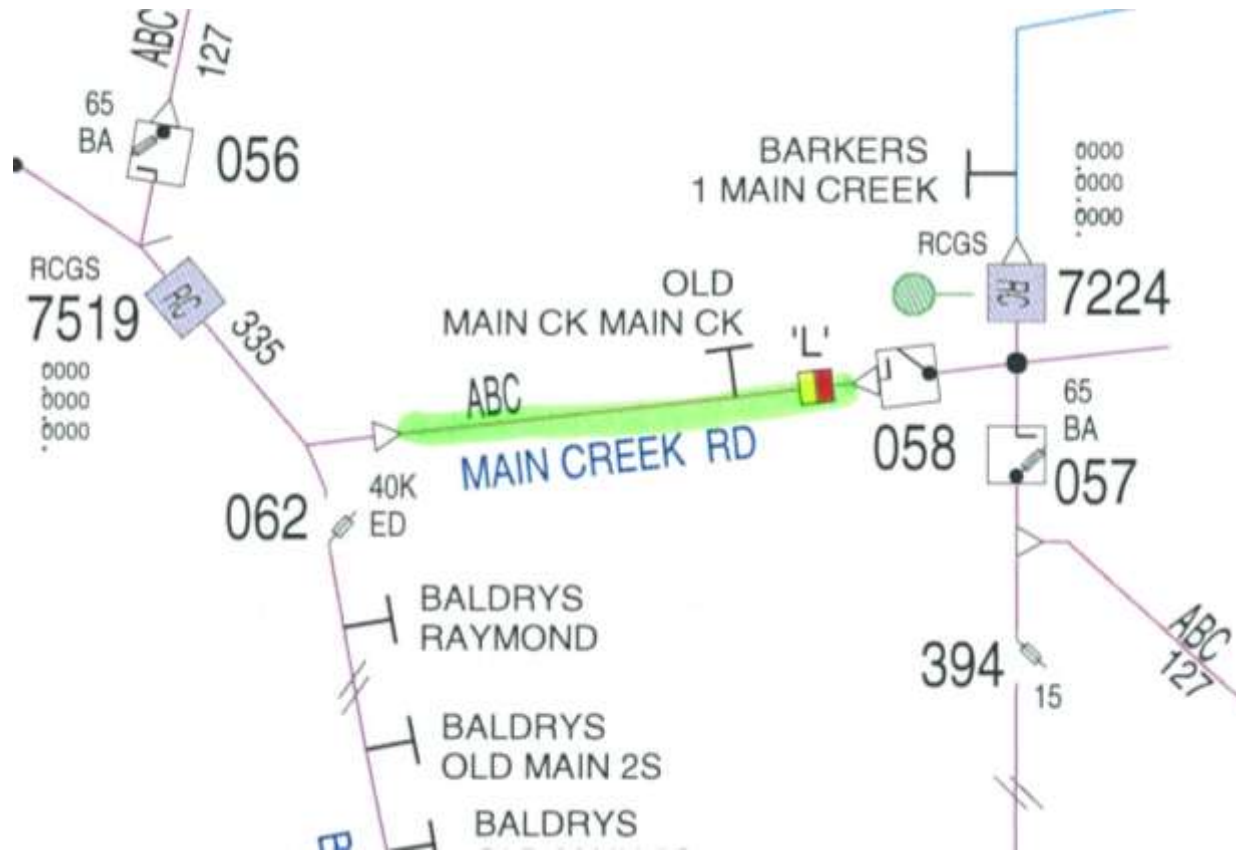 ABC
127
65
BA
056
BARKERS
1 MAIN CREEK
0000
0000
0000
RCGS
RCGS
7519
RC
335
0000
0000
0000
OLD
MAIN CK MAIN CK
'L'
RC
7224
ABC
MAIN CREEK RD
058
65
BA
057
062
40K
ED
BALDRYS
RAYMOND
394
15
ABC
127
BALDRYS
OLD MAIN 2S
BALDRYS